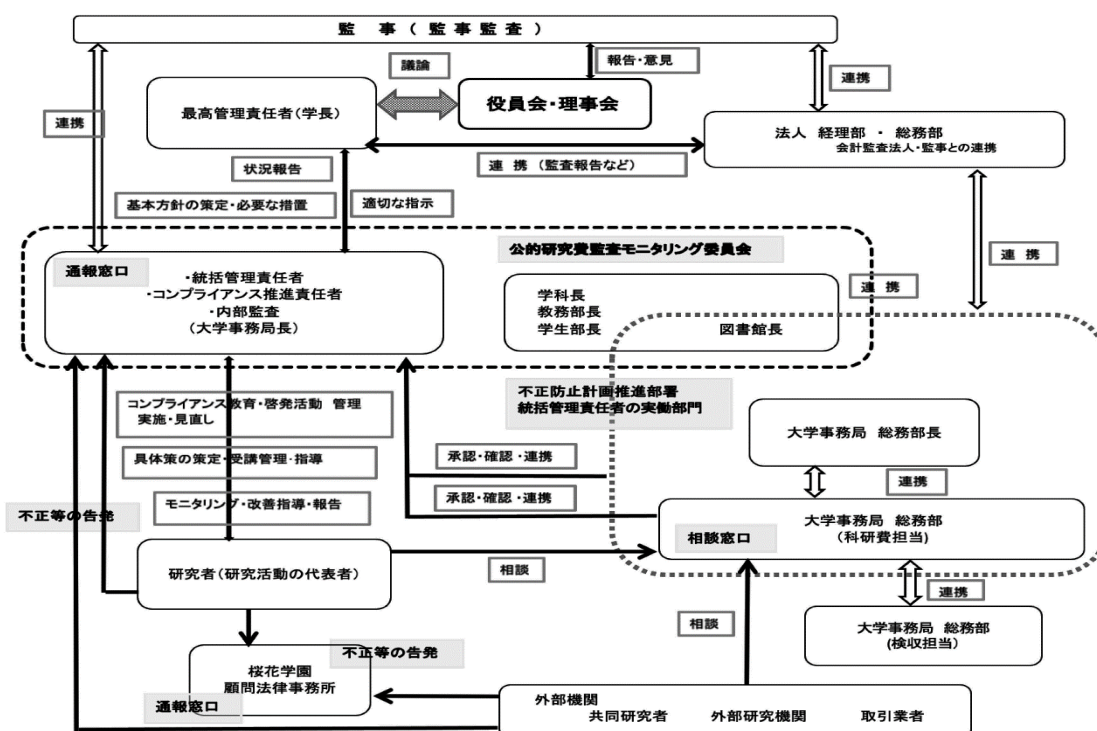 監　事（監事監査）
議論
報告・意見
連携
連携
最高管理責任者（学長）
役員会・理事会
法人　経理部　・　総務部
会計監査法人・監事との連携
連　携　（監査報告など）
状況報告
基本方針の策定・必要な措置
適切な指示
公的研究費監査モニタリング委員会
連　携
連　携
通報窓口
・統括管理責任者
・コンプライアンス推進責任者
・内部監査
（大学事務局長）
学科長
教務部長
学生部長
図書館長
不正防止計画推進部署
統括管理責任者の実働部門
コンプライアンス教育・啓発活動　管理
実施・見直し
具体策の策定・受講管理・指導
モニタリング・改善指導・報告
承認・確認・連携
承認・確認・連携
大学事務局　総務部長
連携
不正等の告発
相談窓口
大学事務局　総務部
（科研費担当）
研究者（研究活動の代表者）
相談
連携
相談
大学事務局　総務部
（検収担当）
不正等の告発
桜花学園
顧問法律事務所
通報窓口
外部機関
共同研究者　外部研究機関　取引業者